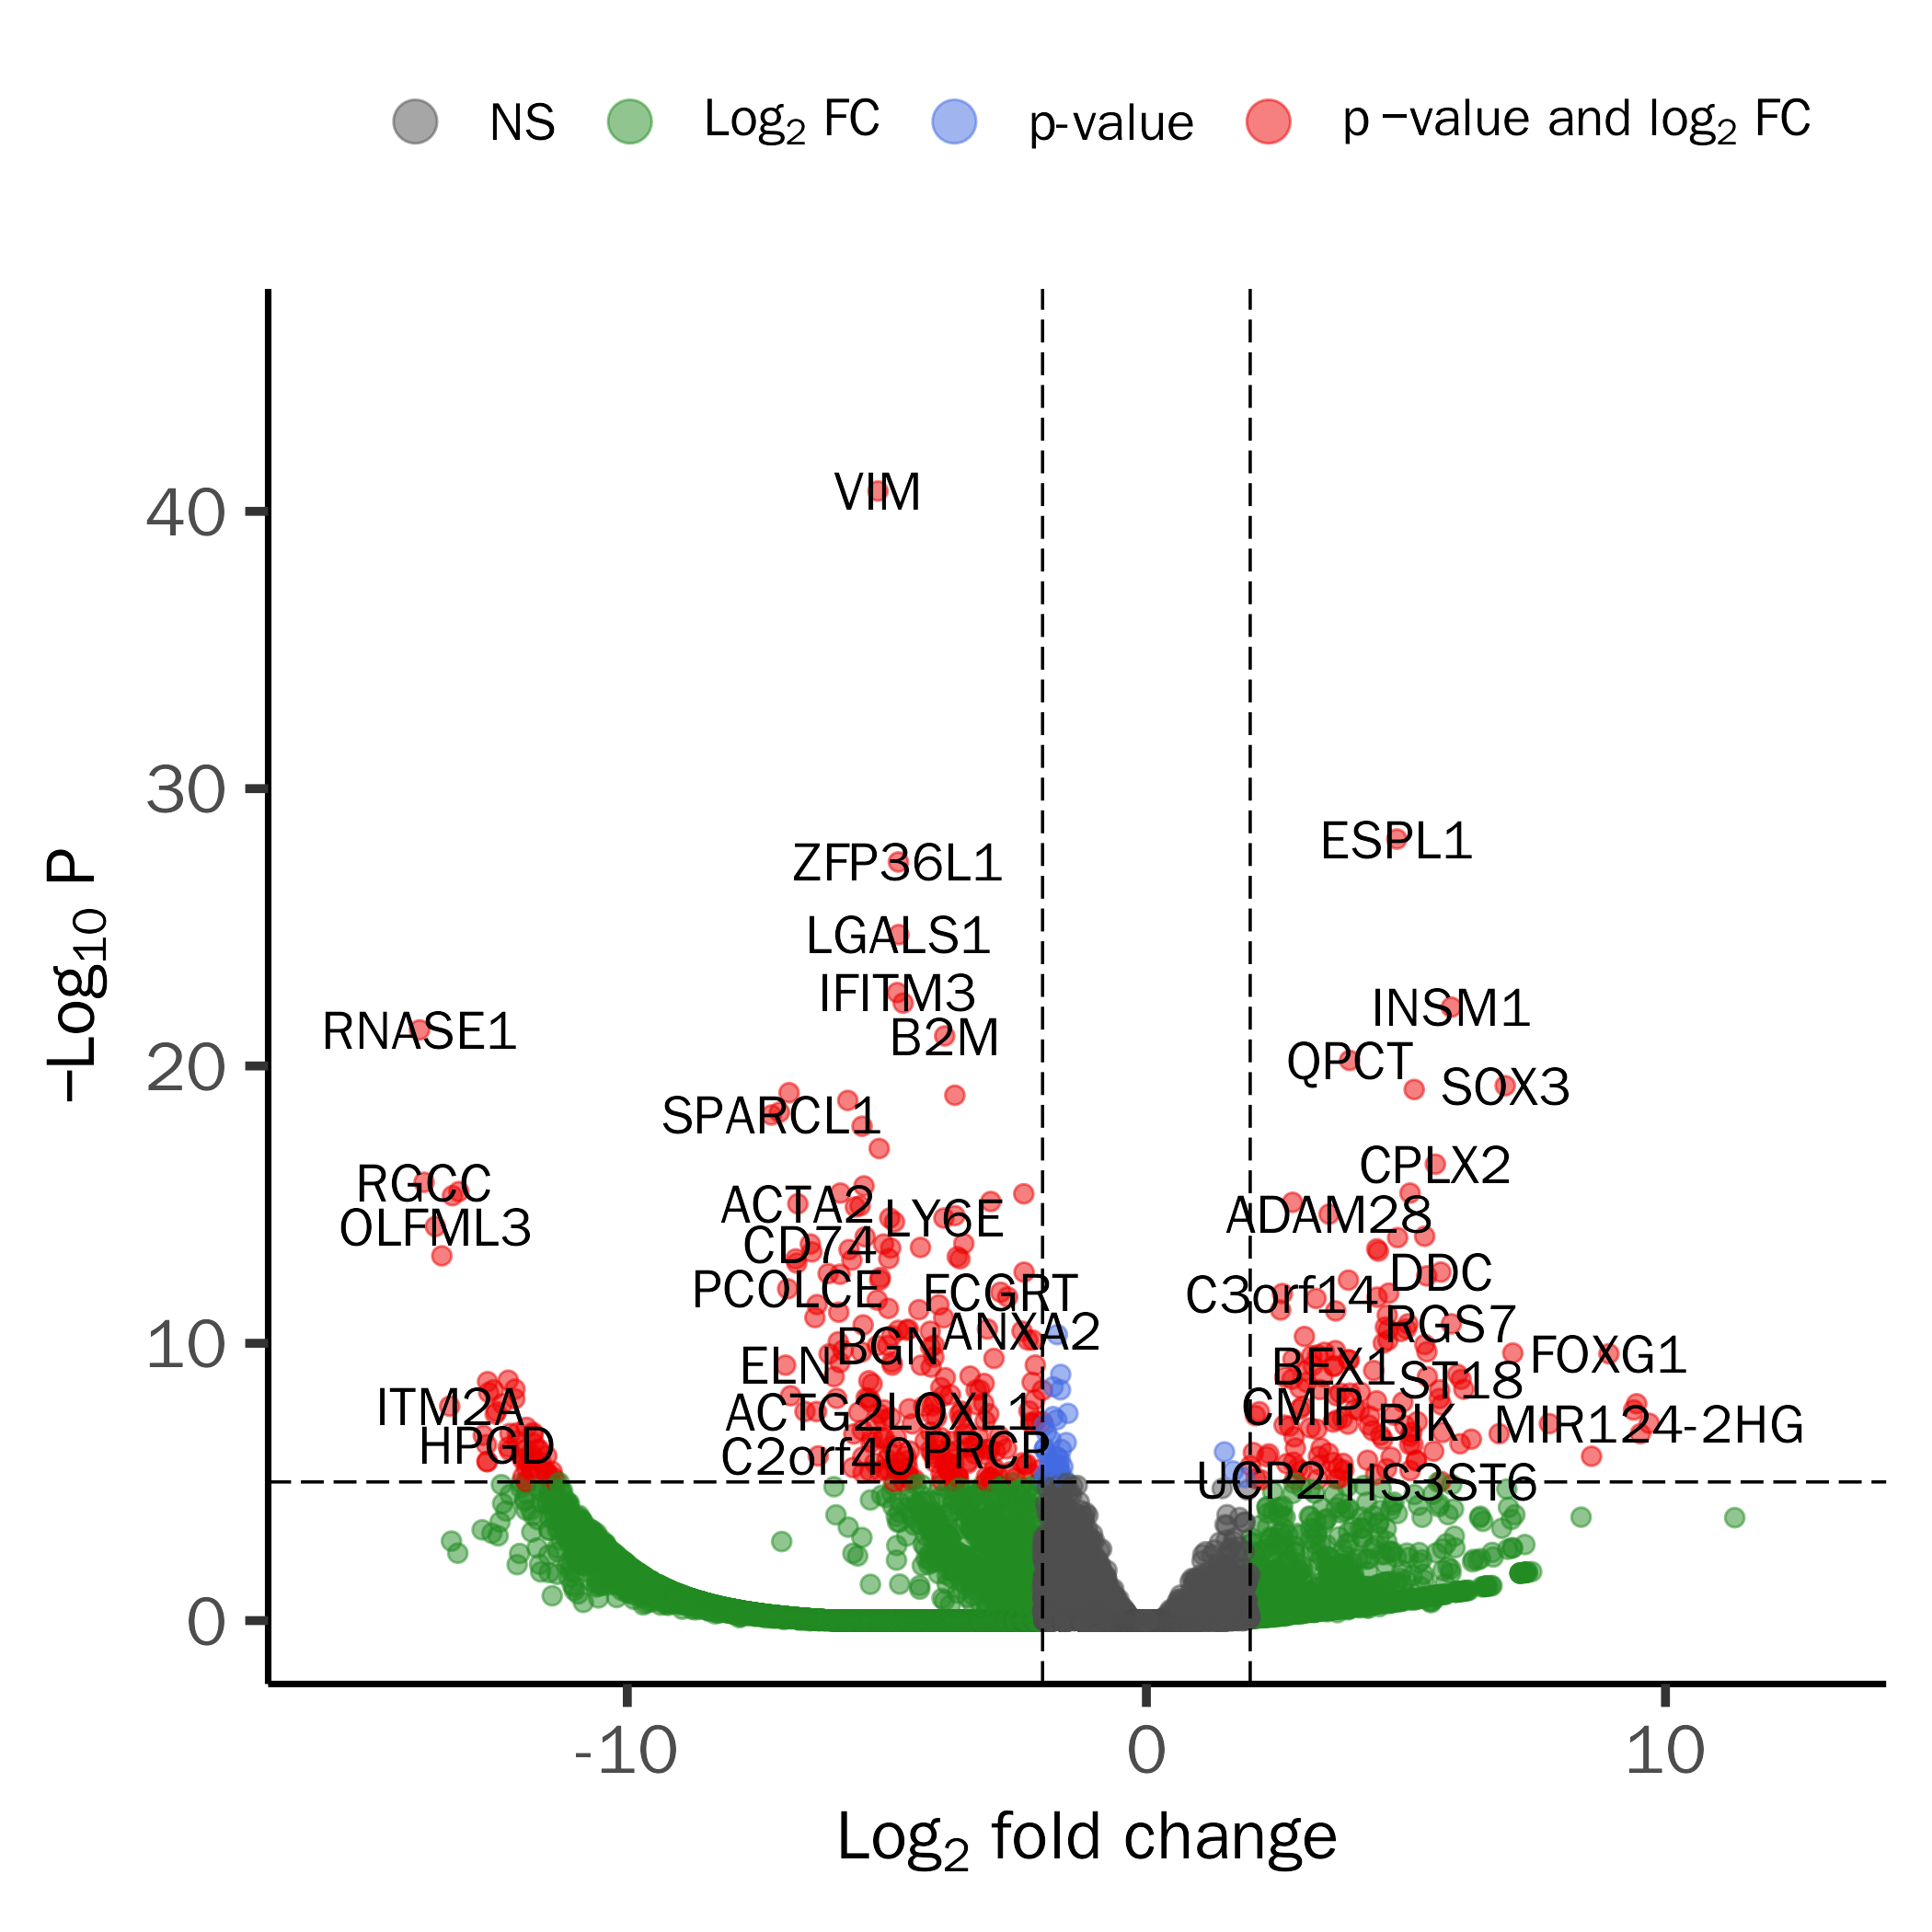 NS Log2 FC p-value p −value and log2 FC
VIM
40
30
ESPL1
ZFP36L1
LGALS1
IFITM3
INSM1
RNASE1
B2M
QPCT
20
SOX3
SPARCL1
CPLX2
RGCC
ACTA2
LY6E
ADAM28
OLFML3
CD74
DDC
PCOLCE
FCGRT
C3orf14
RGS7
ANXA2
10
BGN
FOXG1
ELN
BEX1
ST18
ITM2A
CMIP
ACTG2
LOXL1
BIK
MIR124-2HG
HPGD
C2orf40
PRCP
UCP2
HS3ST6
0
−Log10 P
-10 0 10
Log2 fold change